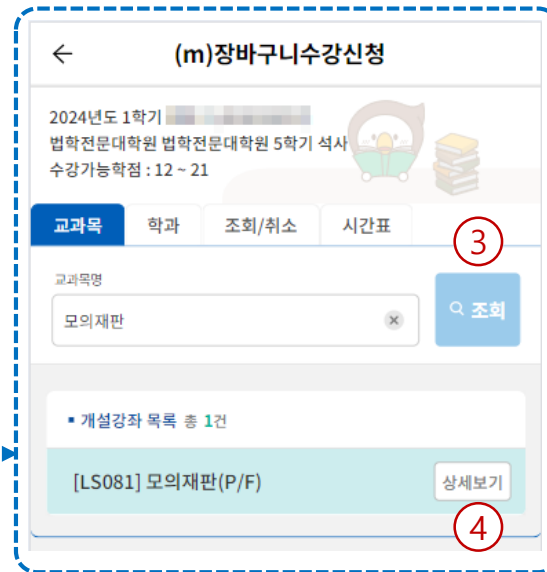 ← (m)장바구니수강신청
2024년도 1학기
법학전문대학원 법학전문대학원 5학기 석사
수강가능학점 : 12 ~ 21
교과목 학과 조회/취소 시간표
③
교과목명
모의재판
조회
▪ 개설강좌 목록 총 1건
[LS081] 모의재판(P/F) 상세보기
④